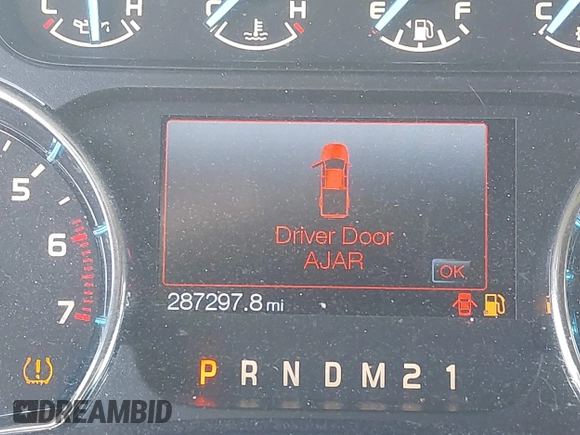 C H
C H
E F
C
5
6
7
Driver Door
AJAR
OK
287297.8 mi
P R N D M 2 1
DREAMBID